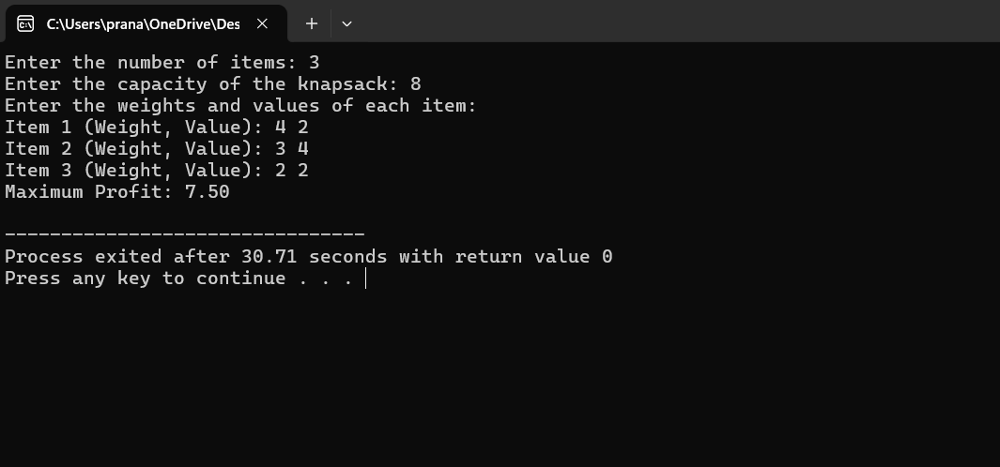 C:\Users\prana\OneDrive\Des
Enter the number of items: 3
Enter the capacity of the knapsack: 8
Enter the weights and values of each item:
Item 1 (Weight, Value): 4 2
Item 2 (Weight, Value): 3 4
Item 3 (Weight, Value): 2 2
Maximum Profit: 7.50
--------------------------------
Process exited after 30.71 seconds with return value 0
Press any key to continue . . .